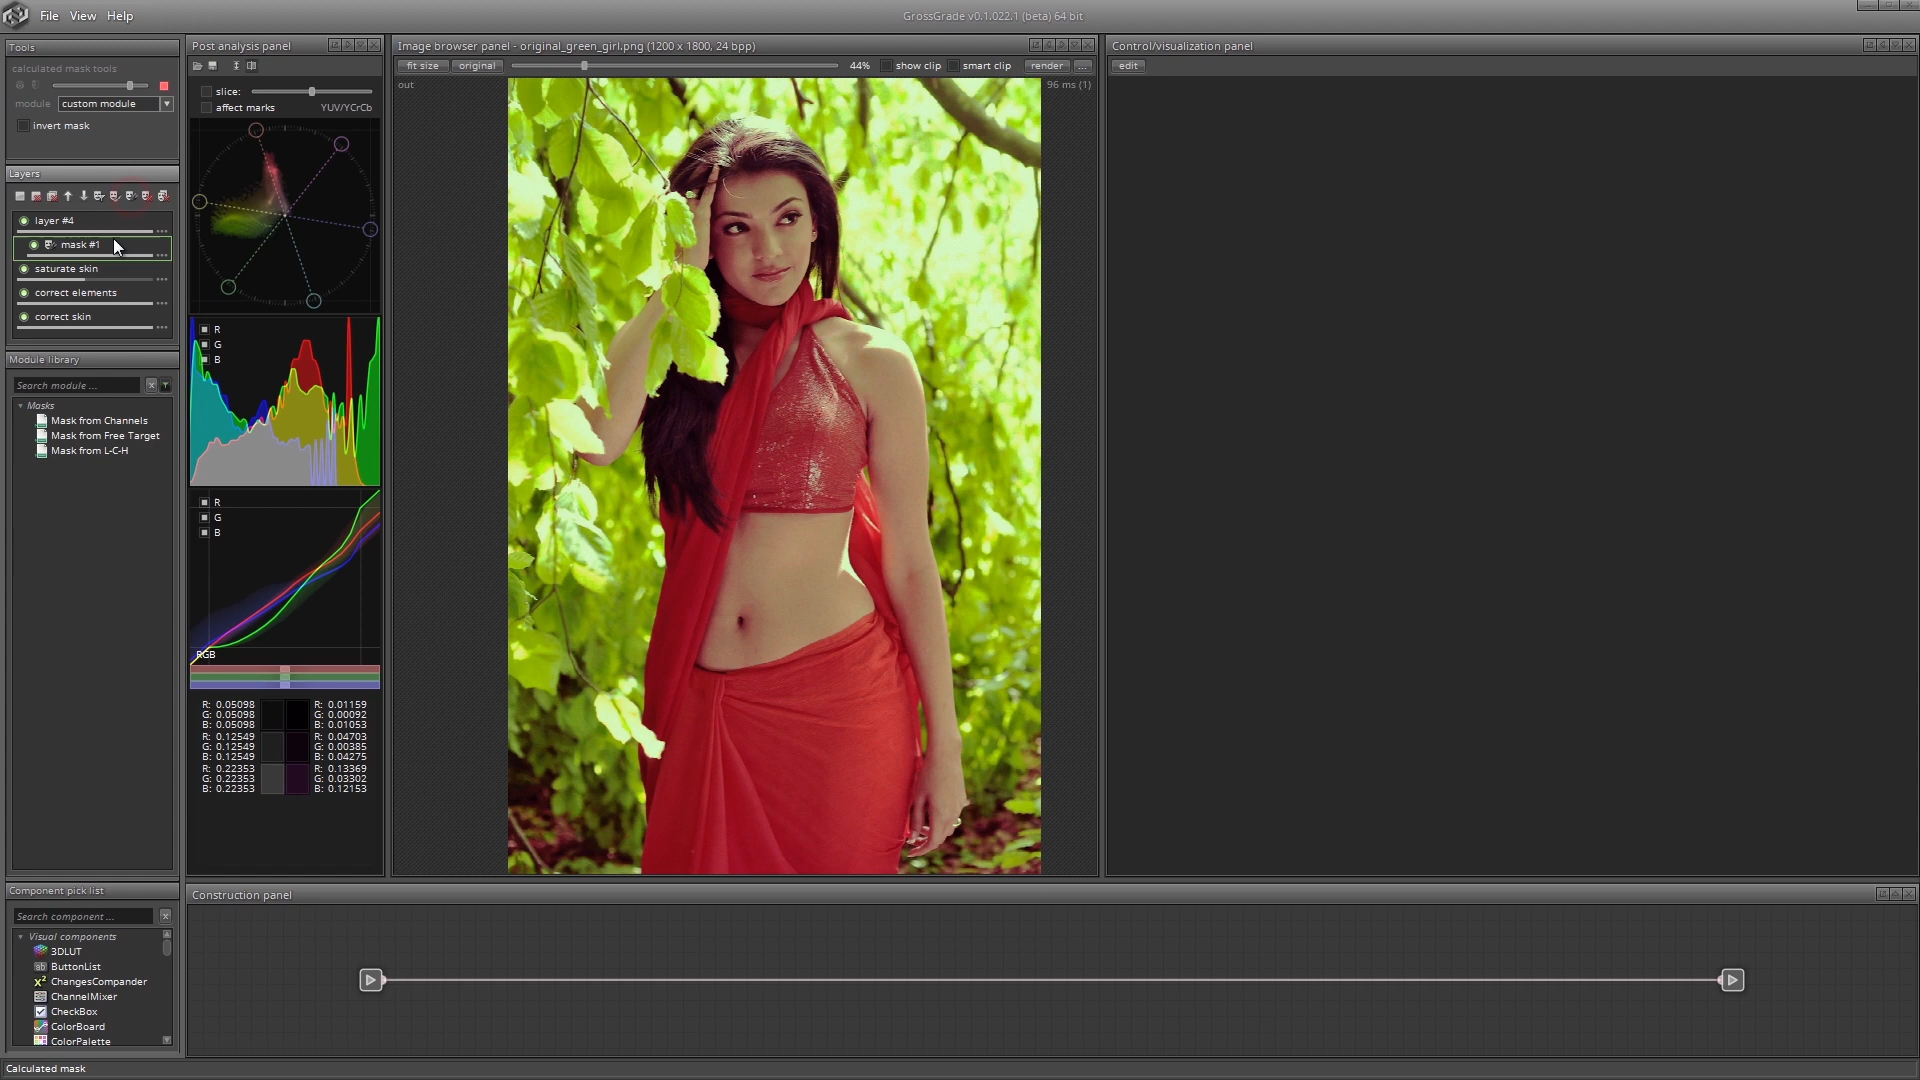 File View Help
GrossGrade v0.1.022.1 (beta) 64 bit
Tools
calculated mask tools
module custom module
invert mask
Layers
layer #4
mask #1
saturate skin
correct elements
correct skin
Module library
Search module ...
Masks
Mask from Channels
Mask from Free Target
Mask from L-C-H
Component pick list
Search component ...
Visual components
3DLUT
ButtonList
ChangesCompander
ChannelMixer
CheckBox
ColorBoard
ColorPalette
Calculated mask
Post analysis panel
slice:
affect marks YUV/YCrCb
R
G
B
R
G
B
RGB
R: 0.05098 R: 0.01159
G: 0.05098 G: 0.00092
B: 0.05098 B: 0.01053
R: 0.12549 R: 0.04703
G: 0.12549 G: 0.00385
B: 0.12549 B: 0.04275
R: 0.22353 R: 0.13369
G: 0.22353 G: 0.03302
B: 0.22353 B: 0.12153
Image browser panel - original_green_girl.png (1200 x 1800, 24 bpp)
fit size original 44% show clip smart clip render ...
out 96 ms (1)
Control/visualization panel
edit
Construction panel